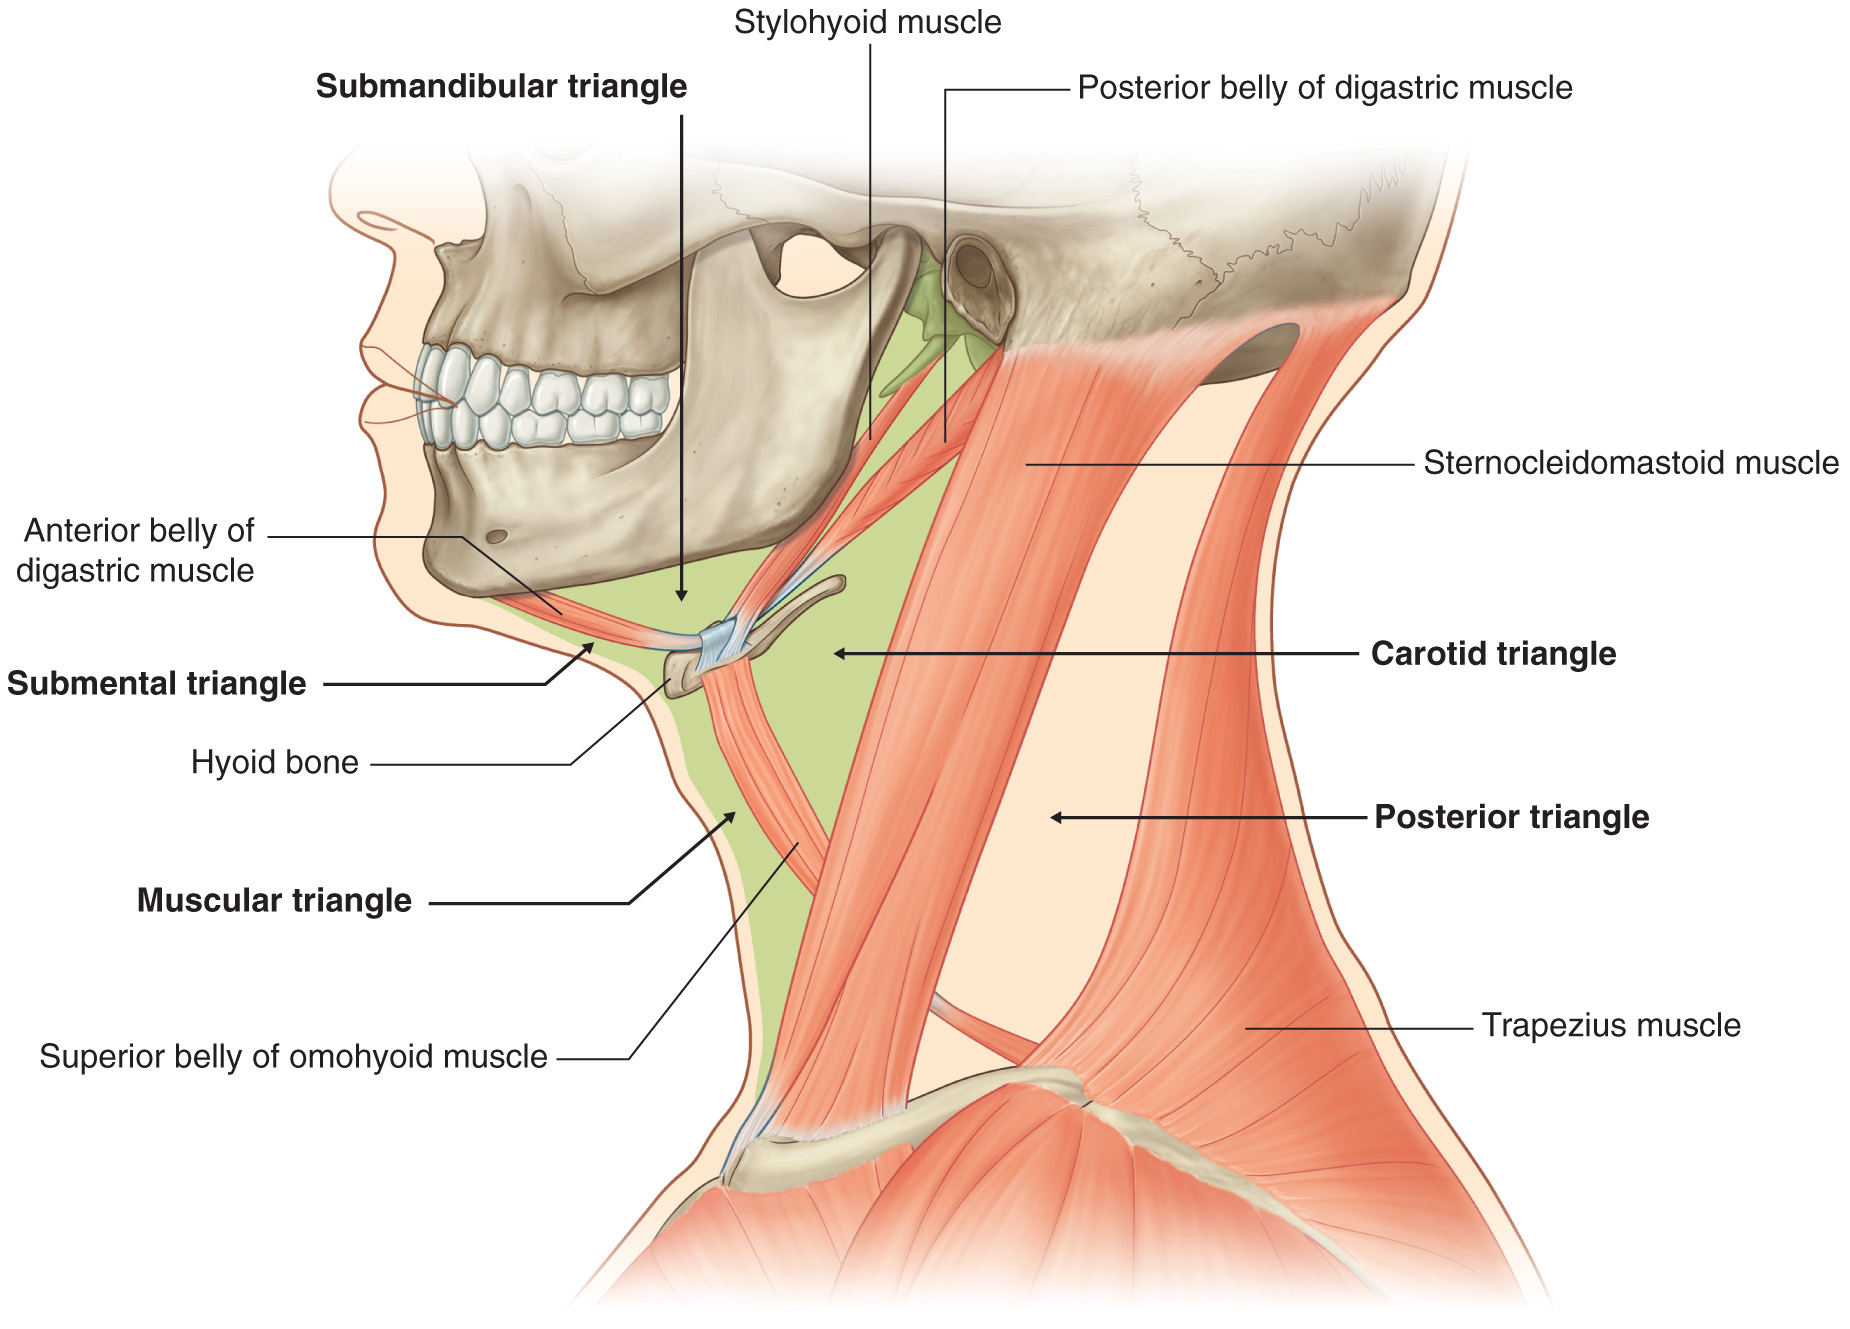 Stylohyoid muscle
Submandibular triangle
Posterior belly of digastric muscle
Sternocleidomastoid muscle
Anterior belly of
digastric muscle
Carotid triangle
Submental triangle
Hyoid bone
Posterior triangle
Muscular triangle
Trapezius muscle
Superior belly of omohyoid muscle